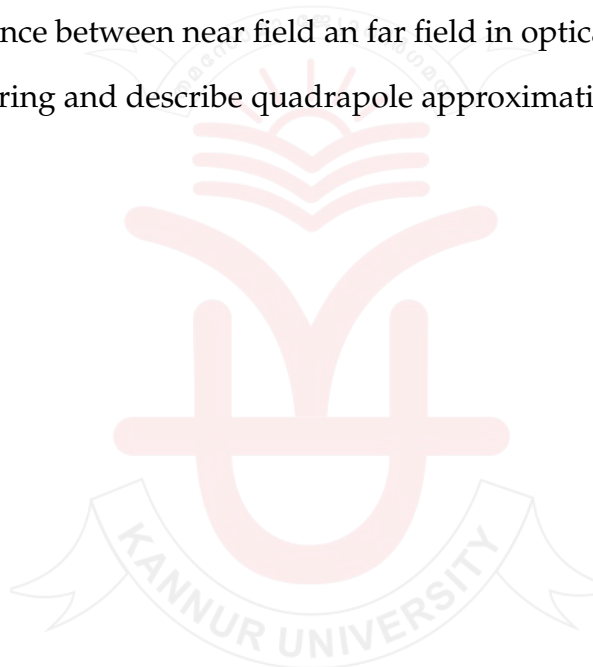 nce between near field an far field in optica
ring and describe quadrapole approximati
KANNUR UNIVERSITY